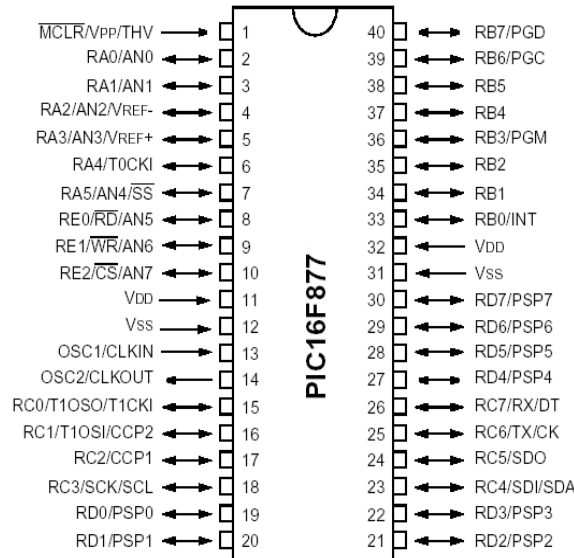 MCLR/VPP/THV 1 40 RB7/PGD
RA0/AN0 2 39 RB6/PGC
RA1/AN1 3 38 RB5
RA2/AN2/VREF- 4 37 RB4
RA3/AN3/VREF+ 5 36 RB3/PGM
RA4/T0CKI 6 35 RB2
RA5/AN4/SS 7 34 RB1
RE0/RD/AN5 8 33 RB0/INT
RE1/WR/AN6 9 32 VDD
RE2/CS/AN7 10 31 VSS
VDD 11 30 RD7/PSP7
VSS 12 29 RD6/PSP6
OSC1/CLKIN 13 28 RD5/PSP5
OSC2/CLKOUT 14 27 RD4/PSP4
RC0/T1OSO/T1CKI 15 26 RC7/RX/DT
RC1/T1OSI/CCP2 16 25 RC6/TX/CK
RC2/CCP1 17 24 RC5/SDO
RC3/SCK/SCL 18 23 RC4/SDI/SDA
RD0/PSP0 19 22 RD3/PSP3
RD1/PSP1 20 21 RD2/PSP2
PIC16F877